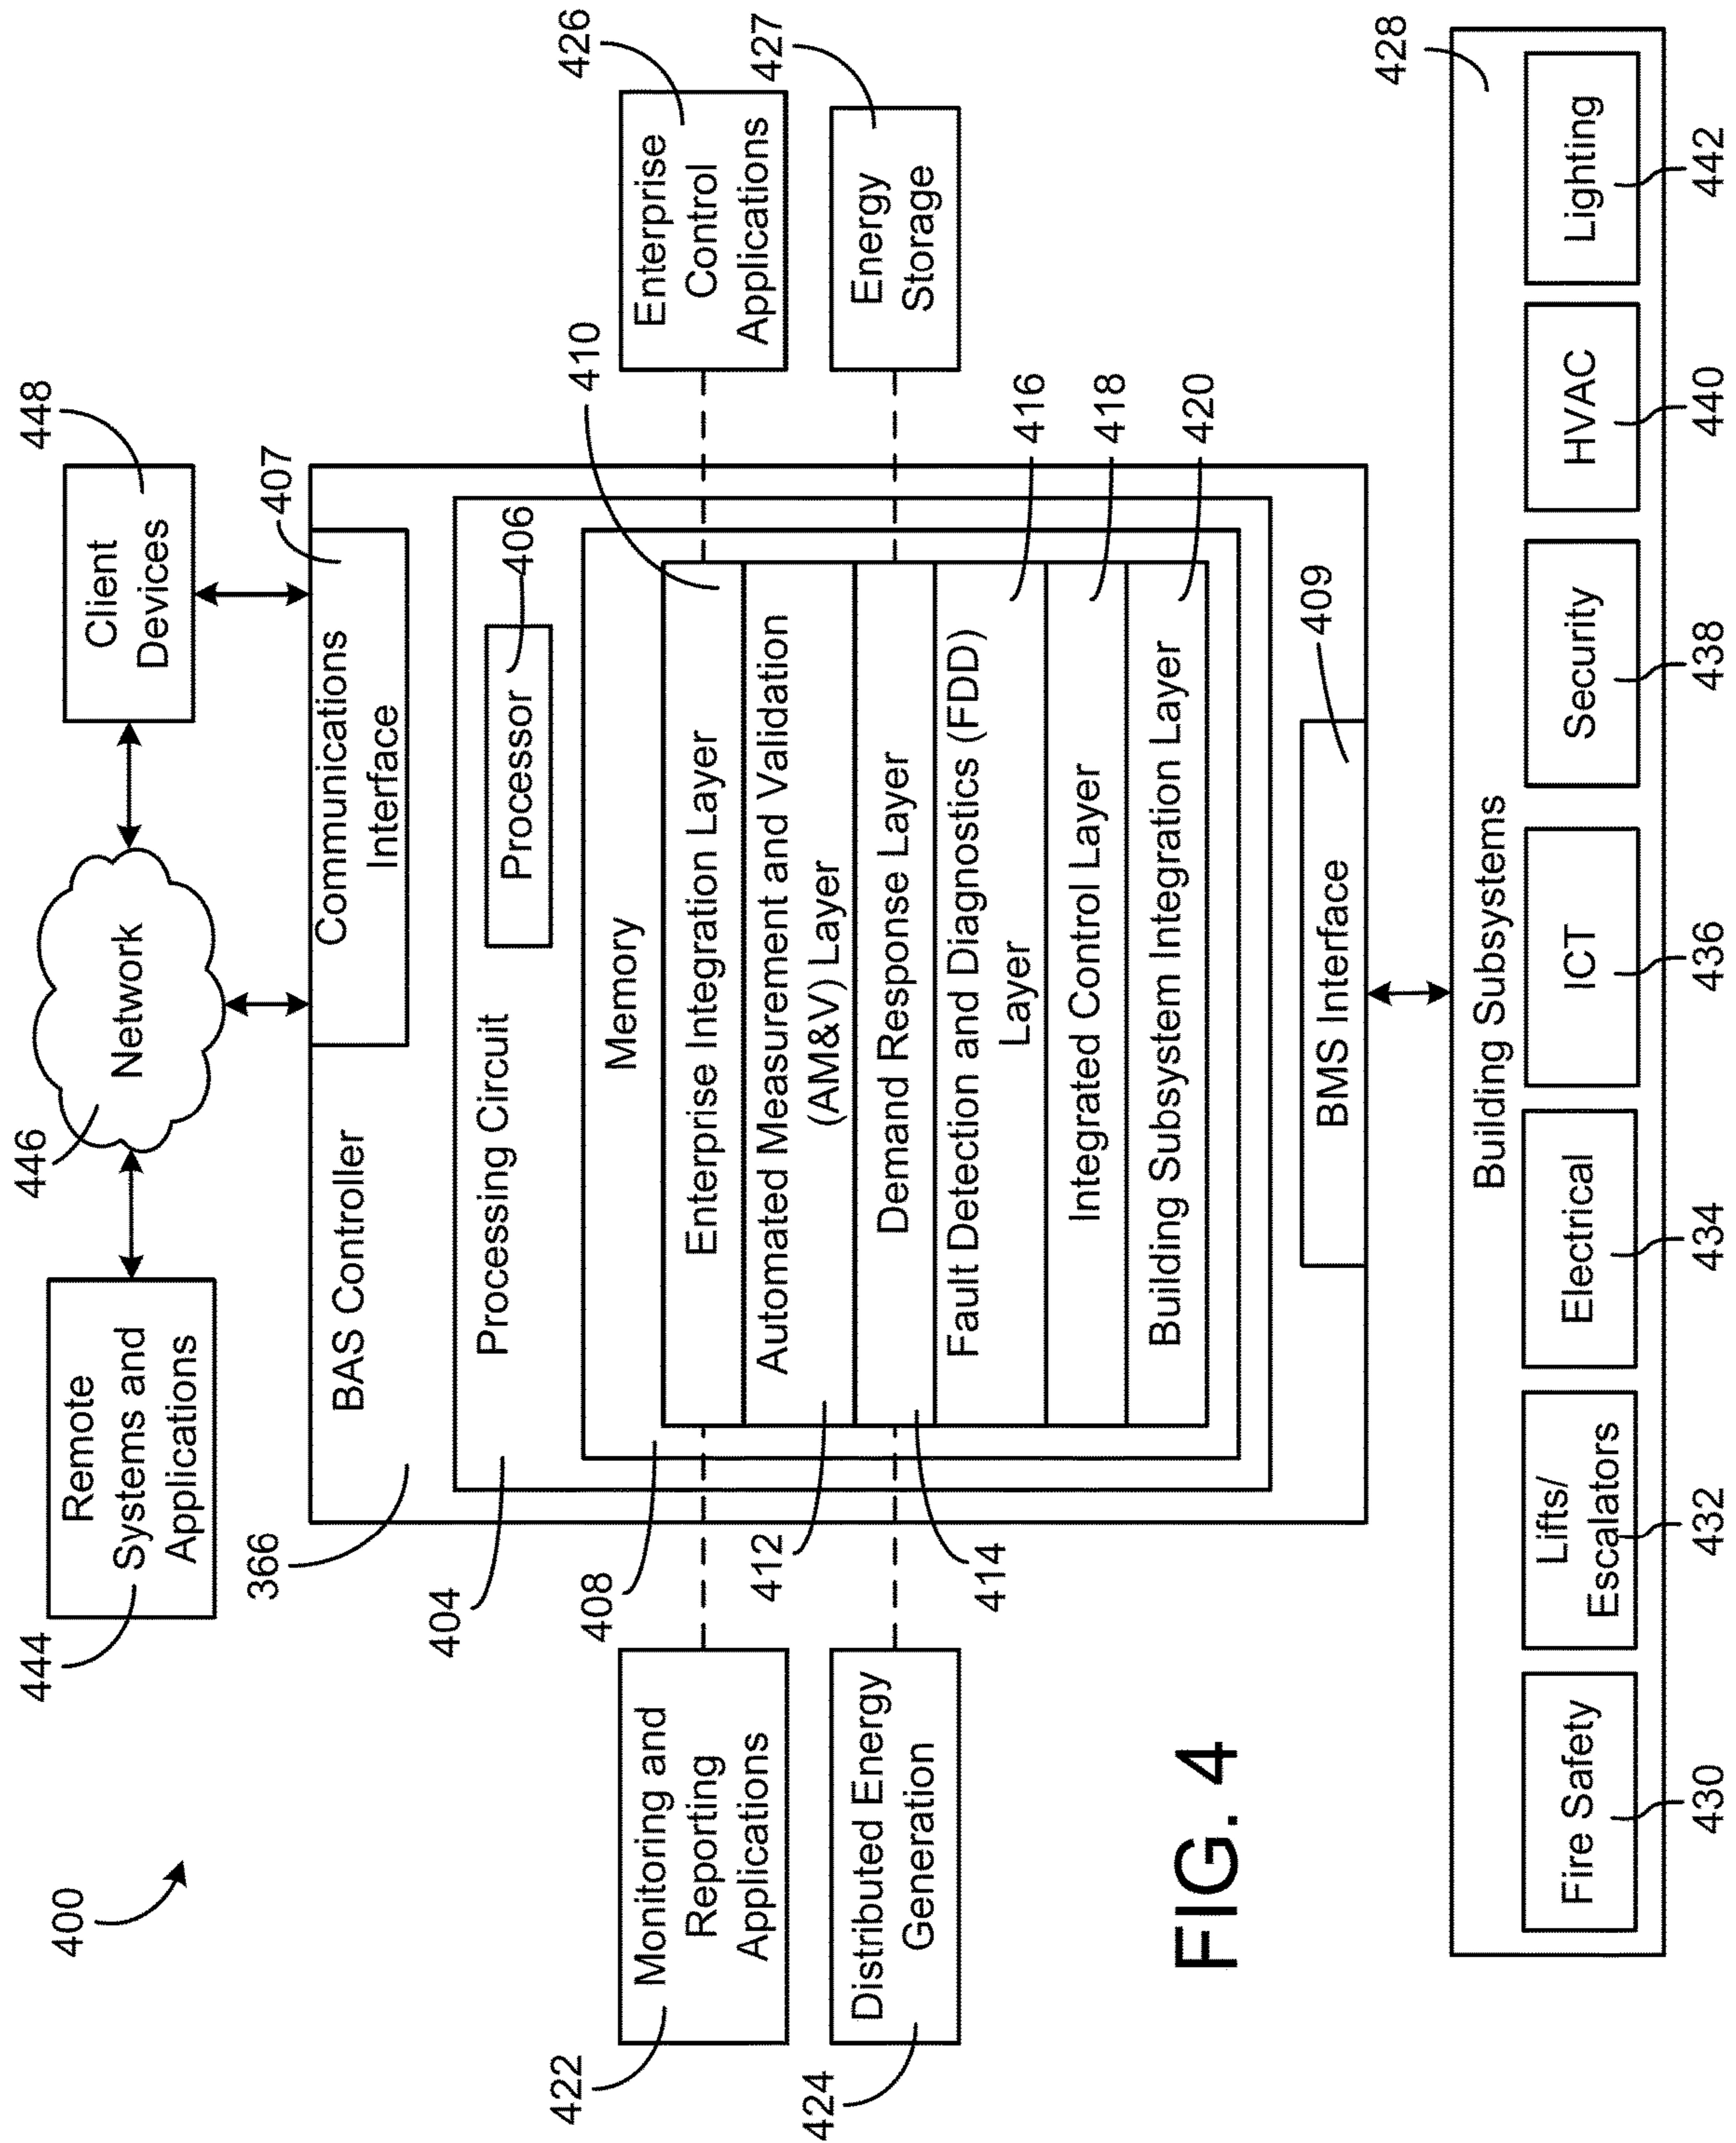 400
444
Remote
Systems and
Applications
446
Network
448
Client
Devices
366
BAS Controller
407
Communications
Interface
404
Processing Circuit
Processor
406
408
Memory
410
Enterprise Integration Layer
412
Automated Measurement and Validation
(AM&V) Layer
414
Demand Response Layer
Fault Detection and Diagnostics (FDD)
Layer
416
Integrated Control Layer
418
Building Subsystem Integration Layer
420
BMS Interface
409
422
Monitoring and
Reporting
Applications
424
Distributed Energy
Generation
426
Enterprise
Control
Applications
427
Energy
Storage
428
Building Subsystems
Fire Safety
Lifts/
Escalators
Electrical
ICT
Security
HVAC
Lighting
430
432
434
436
438
440
442
FIG. 4